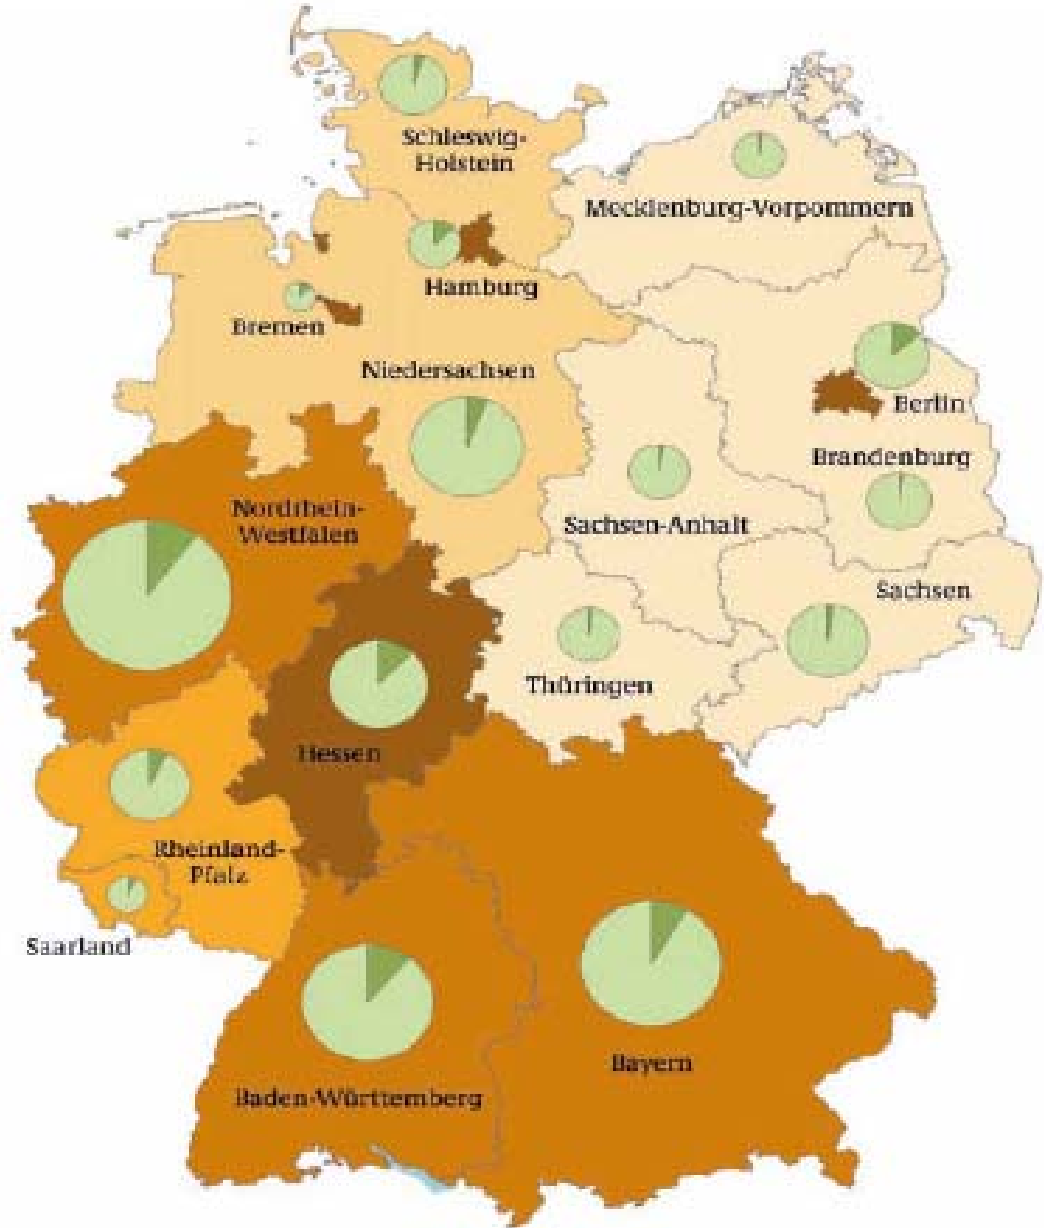 Schleswig-
Holstein
Mecklenburg-Vorpommern
Hamburg
Bremen
Niedersachsen
Berlin
Brandenburg
Nordrhein-
Westfalen
Sachsen-Anhalt
Sachsen
Thüringen
Hessen
Rheinland-
Pfalz
Saarland
Bayern
Baden-Württemberg